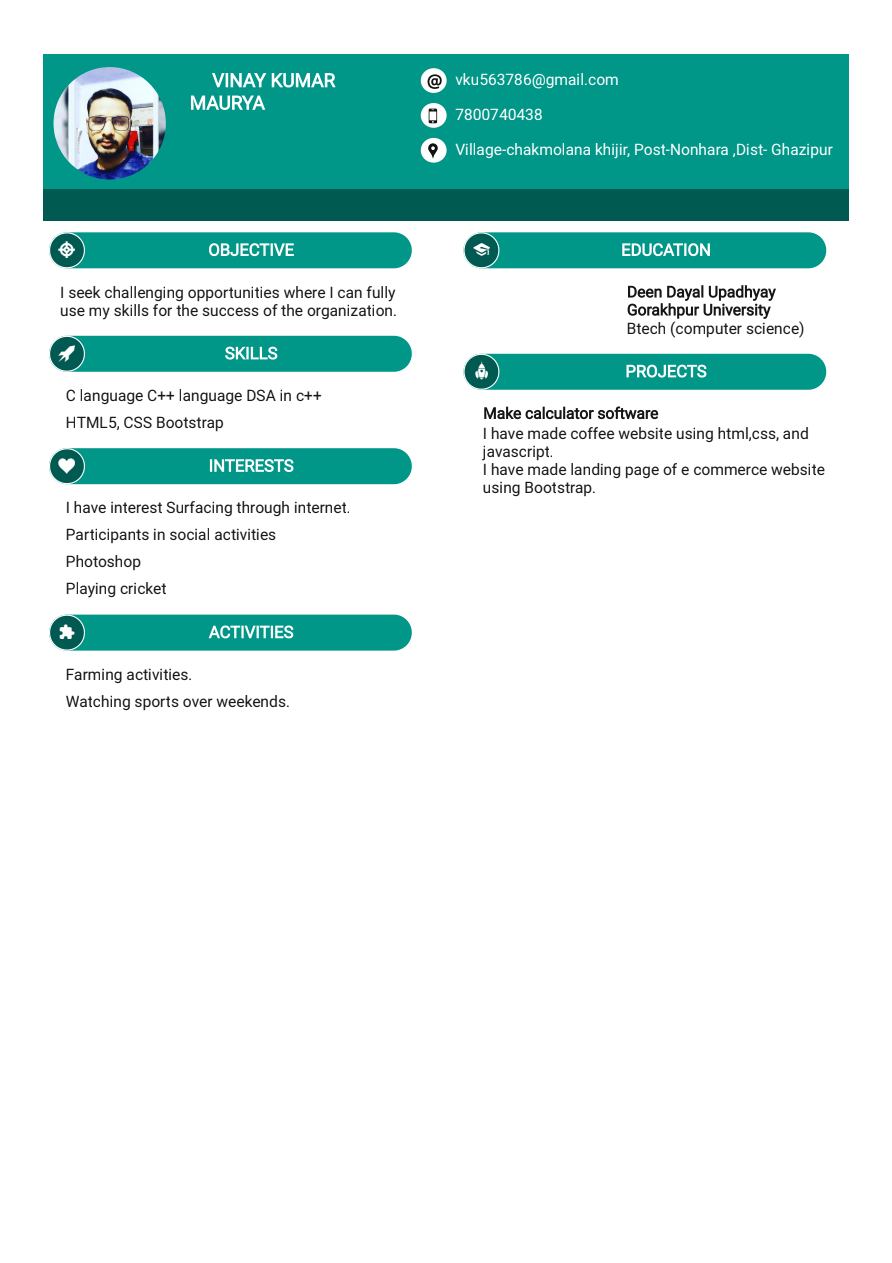 VINAY KUMAR
MAURYA
vku563786@gmail.com
7800740438
Village-chakmolana khijir, Post-Nonhara ,Dist- Ghazipur
OBJECTIVE
I seek challenging opportunities where I can fully
use my skills for the success of the organization.
SKILLS
C language C++ language DSA in c++
HTML5, CSS Bootstrap
INTERESTS
I have interest Surfacing through internet.
Participants in social activities
Photoshop
Playing cricket
ACTIVITIES
Farming activities.
Watching sports over weekends.
EDUCATION
Deen Dayal Upadhyay
Gorakhpur University
Btech (computer science)
PROJECTS
Make calculator software
I have made coffee website using html,css, and
javascript.
I have made landing page of e commerce website
using Bootstrap.